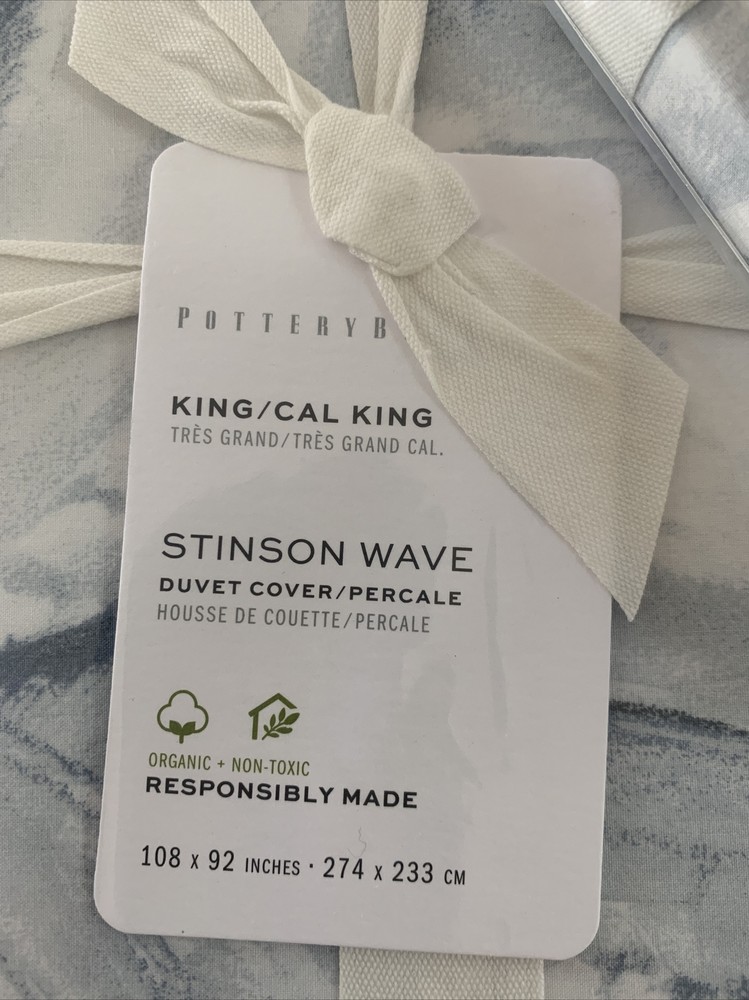 POTTERY B
KING/CAL KING
TRÈS GRAND/TRÈS GRAND CAL.
STINSON WAVE
DUVET COVER/PERCALE
HOUSSE DE COUETTE/PERCALE
ORGANIC + NON-TOXIC
RESPONSIBLY MADE
108 x 92 INCHES · 274 x 233 CM